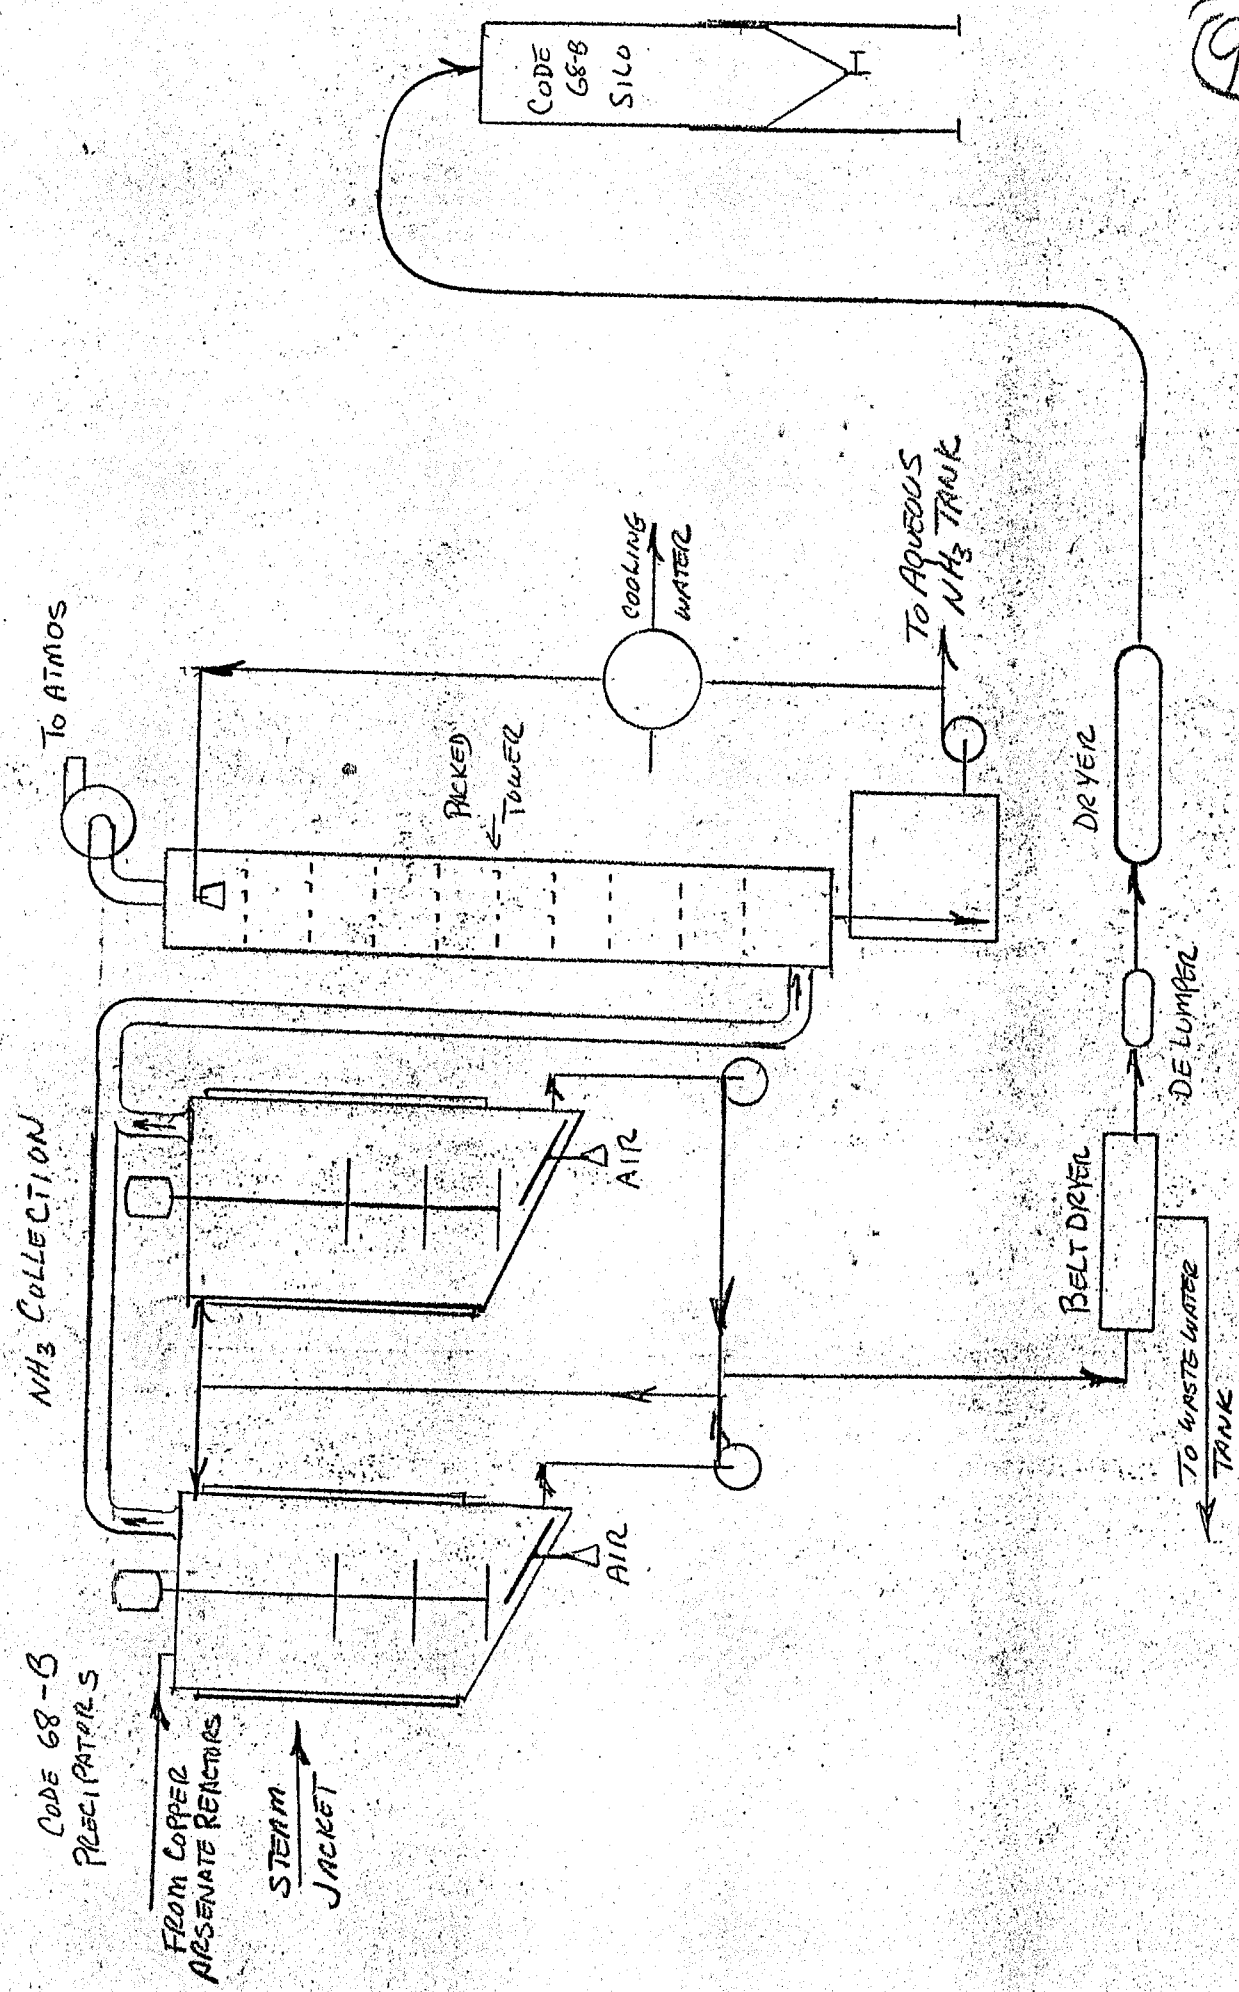 CODE 68-B
PRECIPATORS
FROM COPPER
ARSENATE REACTORS
STEAM
JACKET
NH3 COLLECTION
AIR
AIR
TO ATMOS
PACKED
TOWER
COOLING
WATER
TO AQUEOUS
NH3 TANK
BELT DRYER
TO WASTE WATER
TANK
DE LUMPER
DRYER
CODE
68-B
SILO